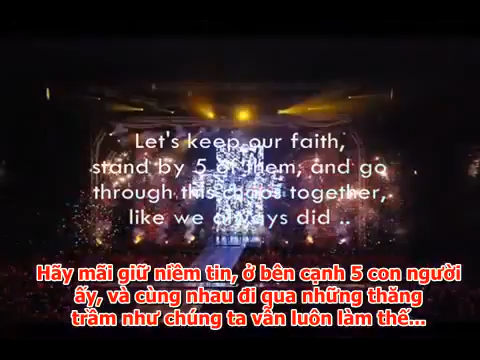 Let's keep our faith,
stand by 5 of them, and go
through this chaos together,
like we always did ..
Hãy mãi giữ niềm tin, ở bên cạnh 5 con người
ấy, và cùng nhau đi qua những thăng
trầm như chúng ta vẫn luôn làm thế...